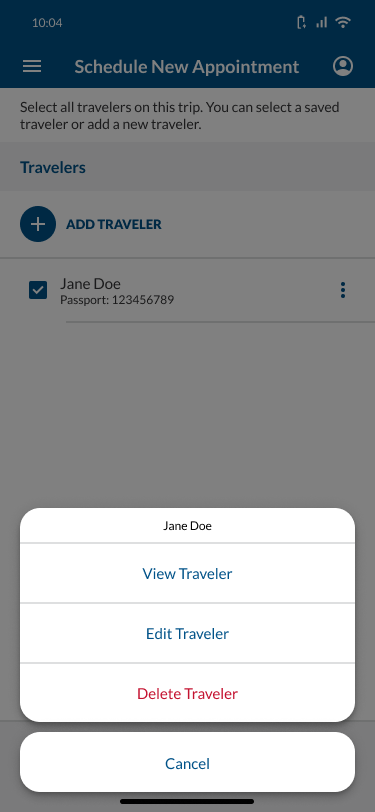 10:04
Schedule New Appointment
Select all travelers on this trip. You can select a saved
traveler or add a new traveler.
Travelers
ADD TRAVELER
Jane Doe
Passport: 123456789
Jane Doe
View Traveler
Edit Traveler
Delete Traveler
Cancel